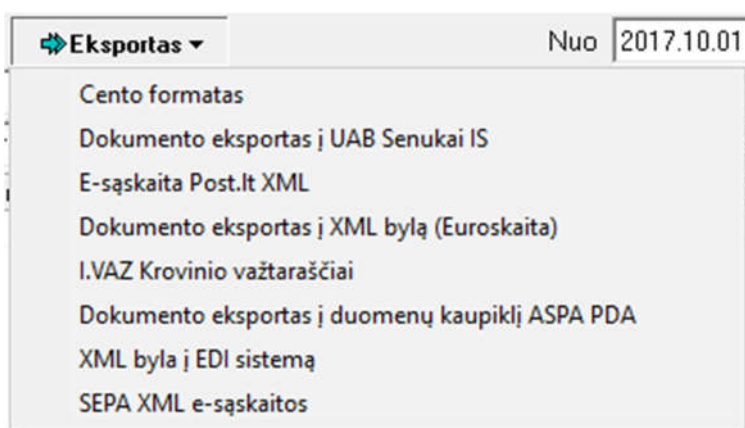 Eksportas
Nuo 2017.10.01
Cento formatas
Dokumento eksportas į UAB Senukai IS
E-sąskaita Post.lt XML
Dokumento eksportas į XML bylą (Euroskaita)
I.VAZ Krovinio važtaraščiai
Dokumento eksportas į duomenų kaupiklį ASPA PDA
XML byla į EDI sistemą
SEPA XML e-sąskaitos